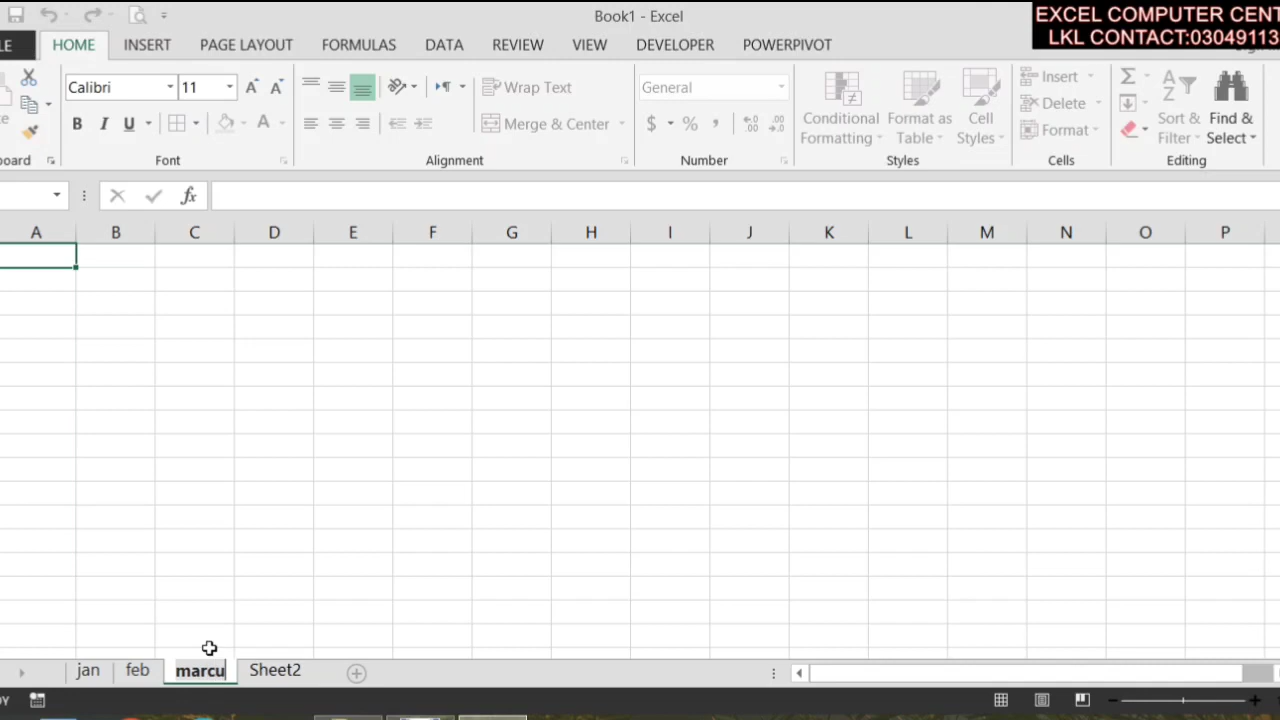 Book1 - Excel
EXCEL COMPUTER CENT
LKL CONTACT:03049113
LE
HOME
INSERT
PAGE LAYOUT
FORMULAS
DATA
REVIEW
VIEW
DEVELOPER
POWERPIVOT
Calibri
11
Wrap Text
General
Insert
Merge & Center
Conditional
Formatting
Format as
Table
Cell
Styles
Delete
Format
Sort &
Filter
Find &
Select
board
Font
Alignment
Number
Styles
Cells
Editing
fx
A B C D E F G H I J K L M N O P
jan
feb
marcu
Sheet2
DY